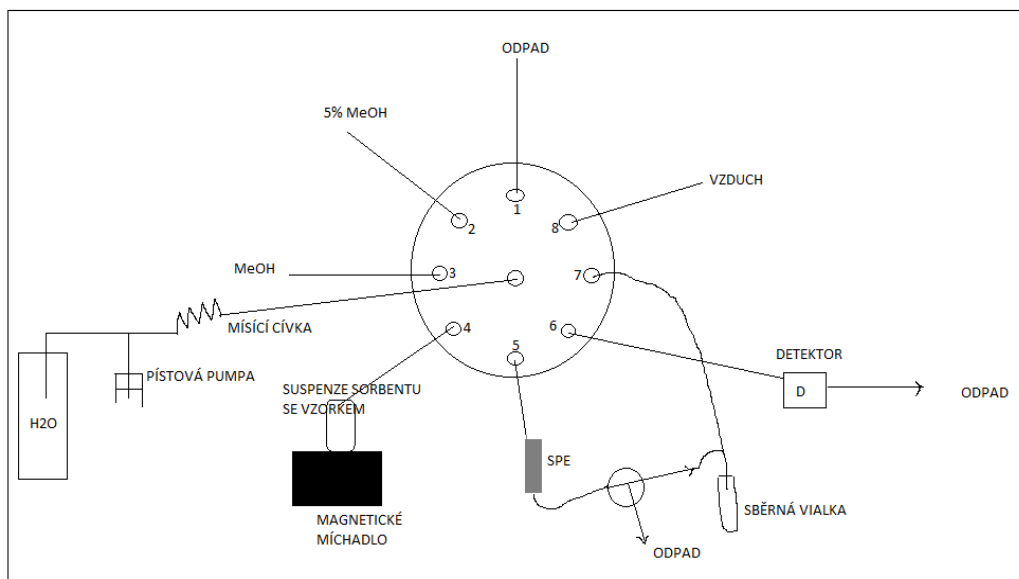 ODPAD
5% MeOH
VZDUCH
1
2
8
MeOH
3
7
MÍSÍCÍ CÍVKA
4
6
5
PÍSTOVÁ PUMPA
DETEKTOR
H2O
SUSPENZE SORBENTU
SE VZORKEM
D
ODPAD
SPE
SBĚRNÁ VIALKA
MAGNETICKÉ
MÍCHADLO
ODPAD